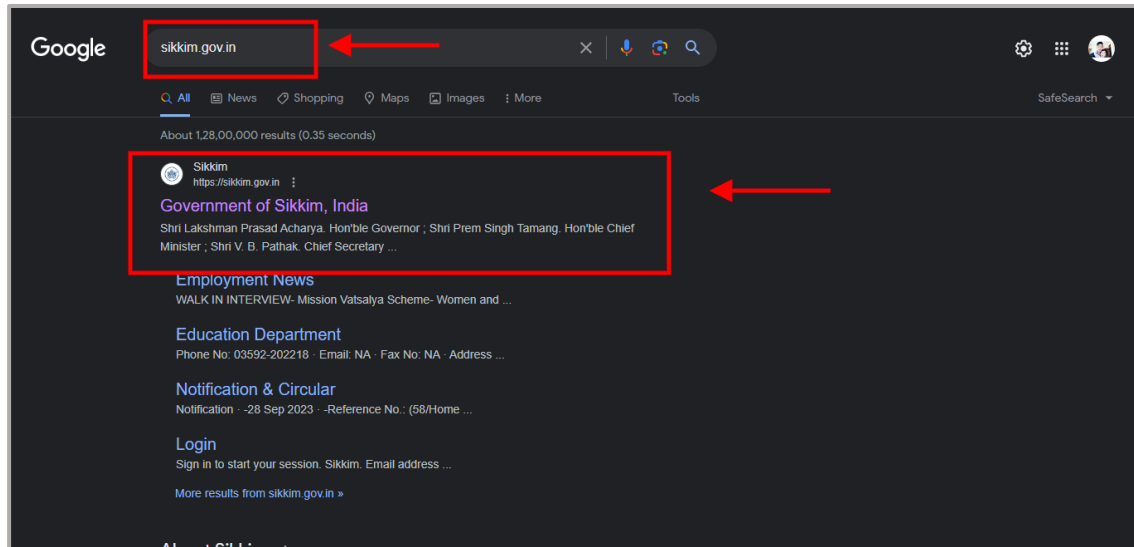 Google
sikkim.gov.in
All News Shopping Maps Images More Tools SafeSearch
About 1,28,00,000 results (0.35 seconds)
Sikkim
https://sikkim.gov.in
Government of Sikkim, India
Shri Lakshman Prasad Acharya. Hon'ble Governor ; Shri Prem Singh Tamang. Hon'ble Chief
Minister ; Shri V. B. Pathak. Chief Secretary ...
Employment News
WALK IN INTERVIEW- Mission Vatsalya Scheme- Women and ...
Education Department
Phone No: 03592-202218 · Email: NA · Fax No: NA · Address ...
Notification & Circular
Notification · -28 Sep 2023 · -Reference No.: (58/Home ...
Login
Sign in to start your session. Sikkim. Email address ...
More results from sikkim.gov.in »